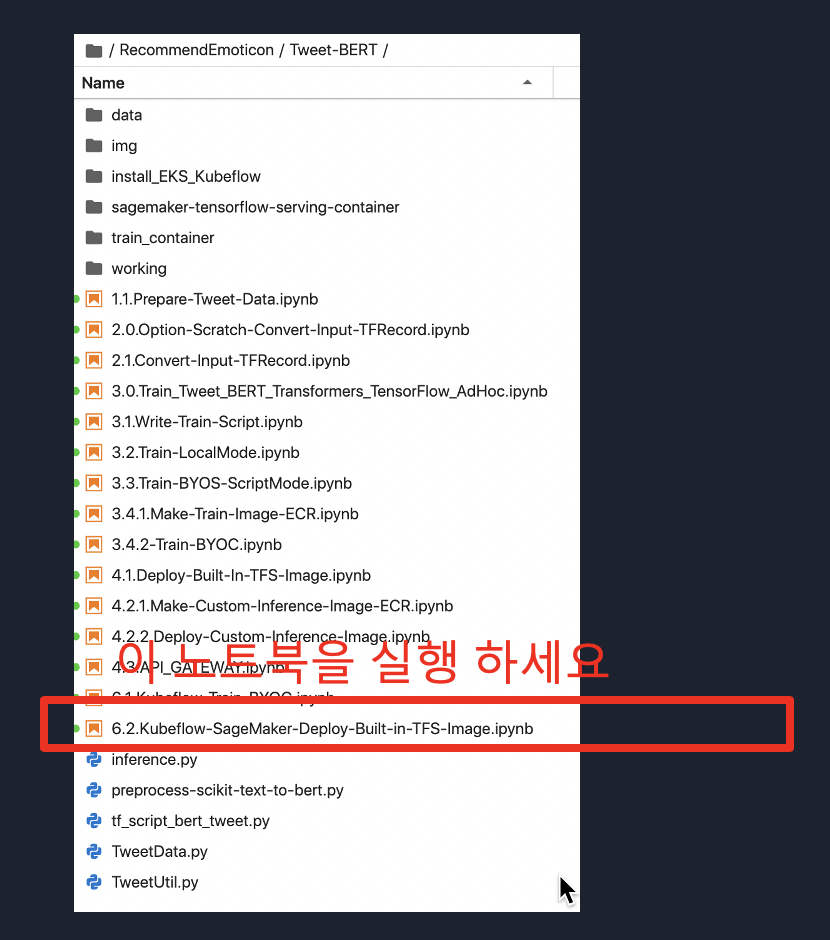 / RecommendEmoticon / Tweet-BERT /
Name
data
img
install_EKS_Kubeflow
sagemaker-tensorflow-serving-container
train_container
working
1.1.Prepare-Tweet-Data.ipynb
2.0.Option-Scratch-Convert-Input-TFRecord.ipynb
2.1.Convert-Input-TFRecord.ipynb
3.0.Train_Tweet_BERT_Transformers_TensorFlow_AdHoc.ipynb
3.1.Write-Train-Script.ipynb
3.2.Train-LocalMode.ipynb
3.3.Train-BYOS-ScriptMode.ipynb
3.4.1.Make-Train-Image-ECR.ipynb
3.4.2-Train-BYOC.ipynb
4.1.Deploy-Built-In-TFS-Image.ipynb
4.2.1.Make-Custom-Inference-Image-ECR.ipynb
4.2.2 Deploy-Custom-Inference-Image.ipynb
이 노트북을 실행 하세요
4.3.API_GATEWAY.ipynb
6.1.Kubeflow-Train-BYOC.ipynb
6.2.Kubeflow-SageMaker-Deploy-Built-in-TFS-Image.ipynb
inference.py
preprocess-scikit-text-to-bert.py
tf_script_bert_tweet.py
TweetData.py
TweetUtil.py